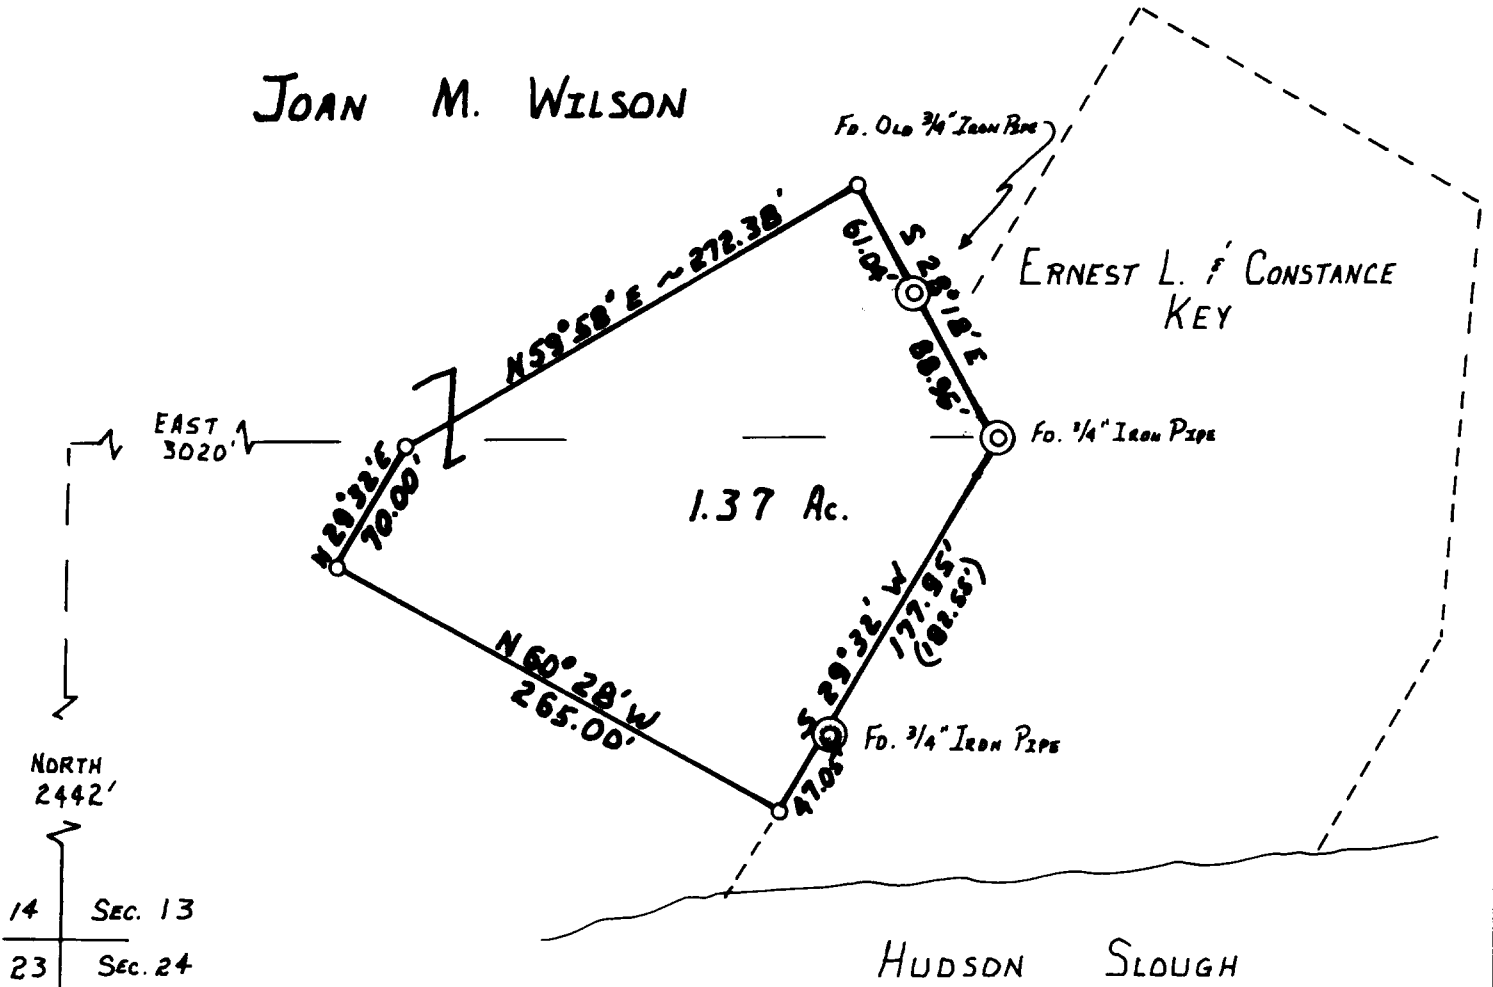 JOAN M. WILSON
FD. OLD 3/4" IRON PIPE
N 59°58' E ~ 272.38'
61.04'
S 28°18' E
88.96'
ERNEST L. & CONSTANCE
KEY
EAST
3020'
FD. 3/4" IRON PIPE
N 29°32' E
70.00'
1.37 Ac.
S 29°32' W
177.95'
(182.55')
N 60°28' W
265.00'
FD. 3/4" IRON PIPE
47.05'
NORTH
2442'
14 SEC. 13
23 SEC. 24
HUDSON SLOUGH